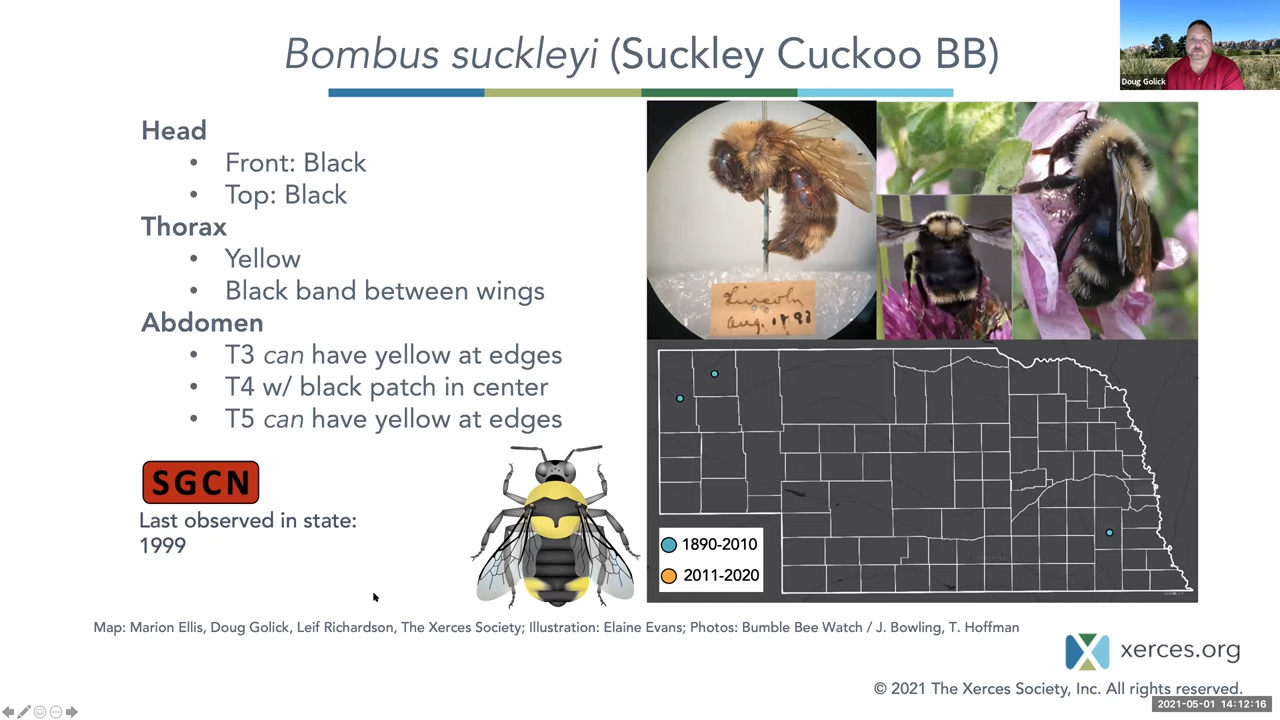 Bombus suckleyi (Suckley Cuckoo BB)
Doug Golick
Head
• Front: Black
• Top: Black
Thorax
• Yellow
• Black band between wings
Abdomen
• T3 can have yellow at edges
• T4 w/ black patch in center
• T5 can have yellow at edges
SGCN
Last observed in state:
1999
Lincoln
Aug.
1890-2010
2011-2020
Map: Marion Ellis, Doug Golick, Leif Richardson, The Xerces Society; Illustration: Elaine Evans; Photos: Bumble Bee Watch / J. Bowling, T. Hoffman
xerces.org
© 2021 The Xerces Society, Inc. All rights reserved.
2021-05-01 14:12:16